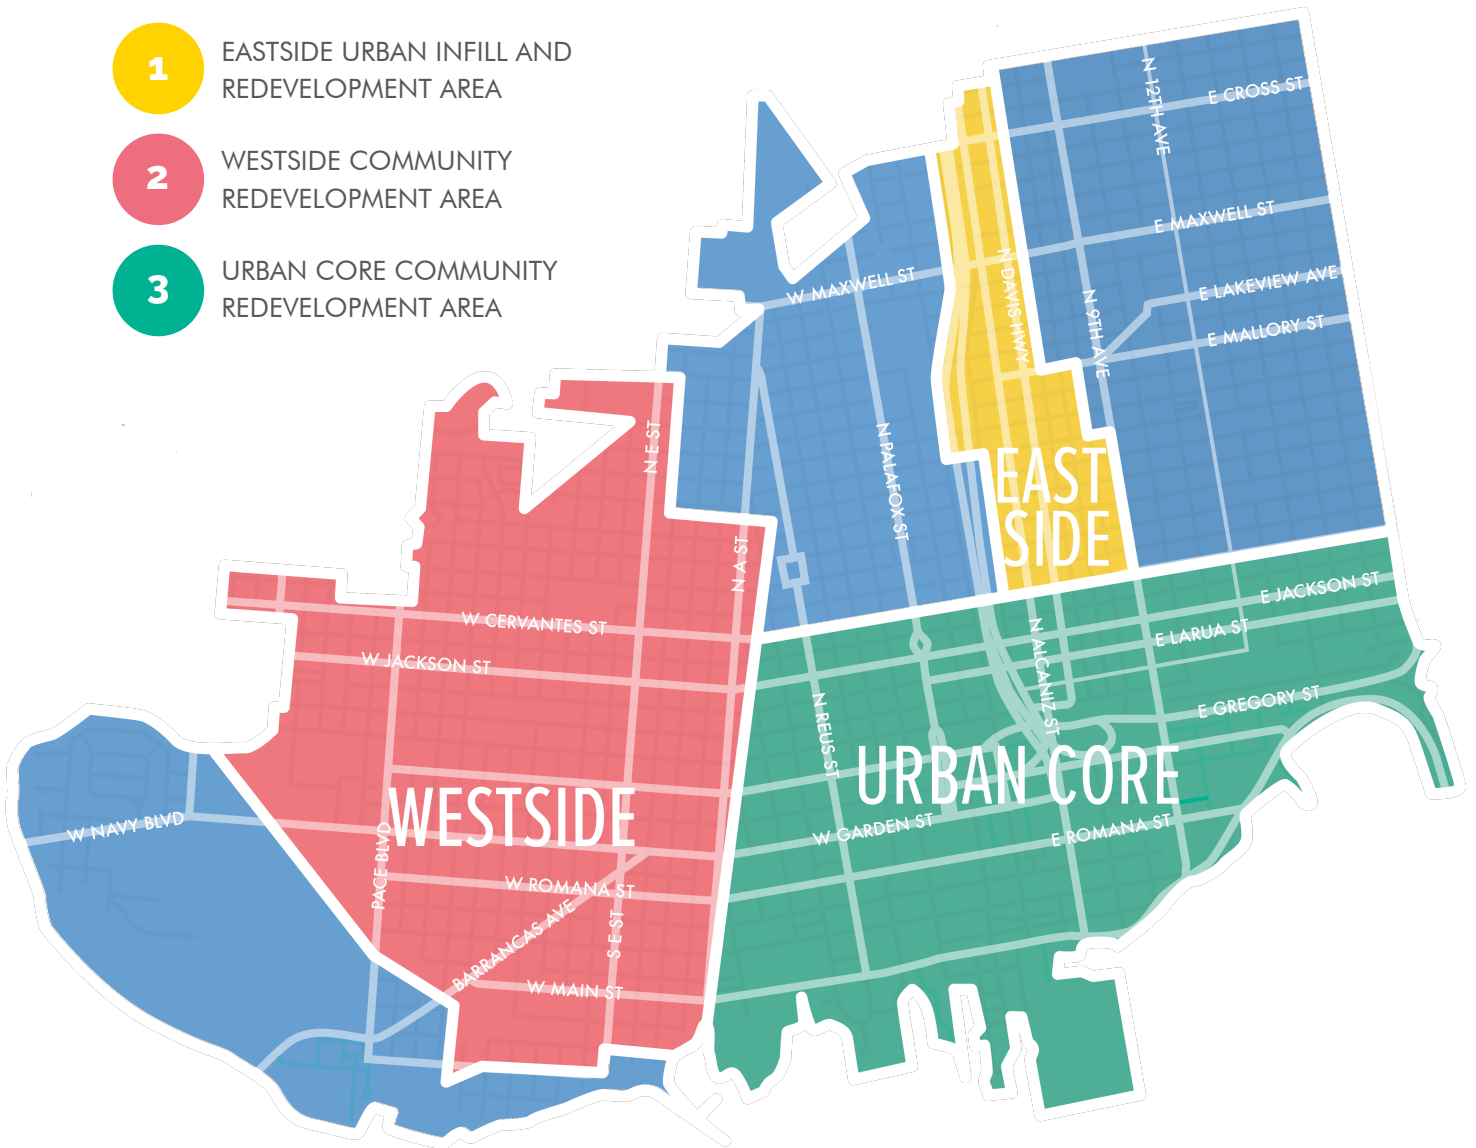 1
EASTSIDE URBAN INFILL AND
REDEVELOPMENT AREA
2
WESTSIDE COMMUNITY
REDEVELOPMENT AREA
3
URBAN CORE COMMUNITY
REDEVELOPMENT AREA
N 12TH AVE
E CROSS ST
E MAXWELL ST
W MAXWELL ST
N DAVIS HWY
E LAKEVIEW AVE
N 9TH AVE
E MALLORY ST
N E ST
N PALAFOX ST
EAST
SIDE
N A ST
E JACKSON ST
W CERVANTES ST
N ALCANIZ ST
E LARUA ST
W JACKSON ST
N REUS ST
E GREGORY ST
URBAN CORE
WESTSIDE
W NAVY BLVD
PACE BLVD
W GARDEN ST
E ROMANA ST
W ROMANA ST
BARRANCAS AVE
S E ST
W MAIN ST